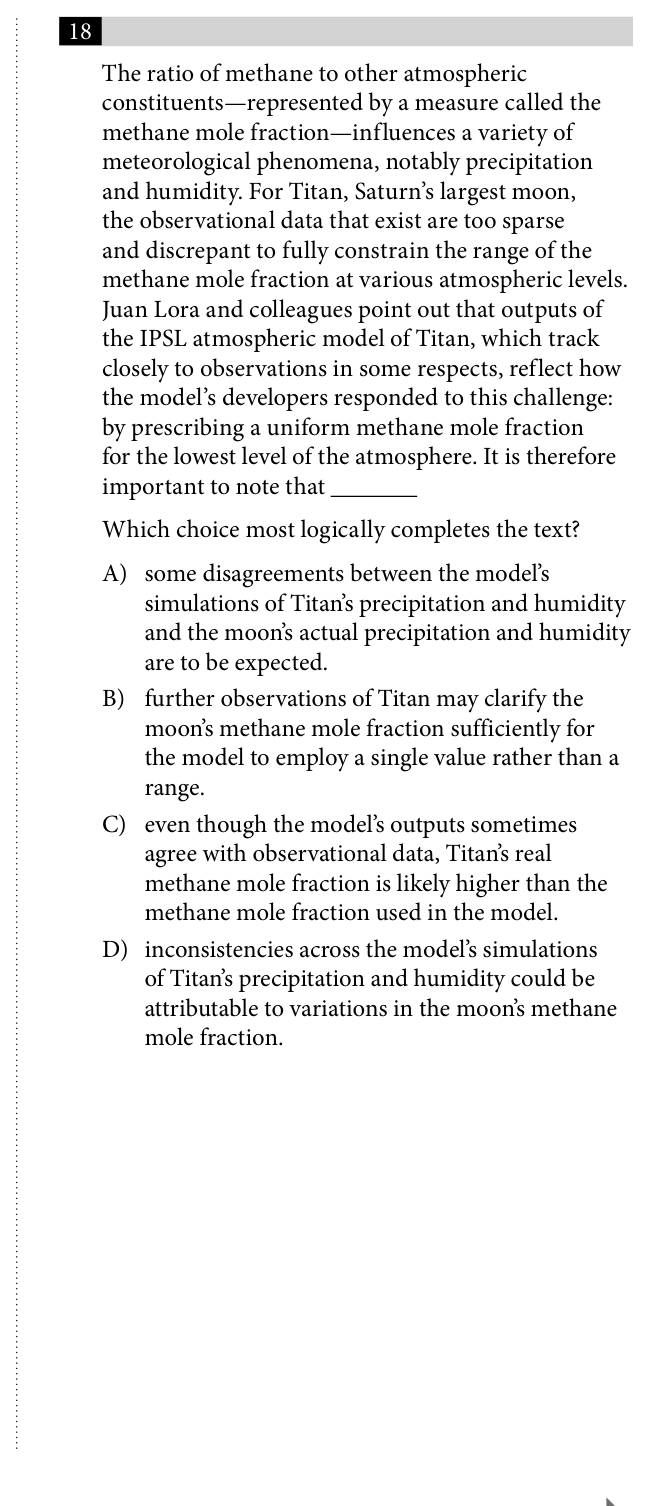 18
The ratio of methane to other atmospheric
constituents—represented by a measure called the
methane mole fraction—influences a variety of
meteorological phenomena, notably precipitation
and humidity. For Titan, Saturn’s largest moon,
the observational data that exist are too sparse
and discrepant to fully constrain the range of the
methane mole fraction at various atmospheric levels.
Juan Lora and colleagues point out that outputs of
the IPSL atmospheric model of Titan, which track
closely to observations in some respects, reflect how
the model’s developers responded to this challenge:
by prescribing a uniform methane mole fraction
for the lowest level of the atmosphere. It is therefore
important to note that _______
Which choice most logically completes the text?
A) some disagreements between the model’s
simulations of Titan’s precipitation and humidity
and the moon’s actual precipitation and humidity
are to be expected.
B) further observations of Titan may clarify the
moon’s methane mole fraction sufficiently for
the model to employ a single value rather than a
range.
C) even though the model’s outputs sometimes
agree with observational data, Titan’s real
methane mole fraction is likely higher than the
methane mole fraction used in the model.
D) inconsistencies across the model’s simulations
of Titan’s precipitation and humidity could be
attributable to variations in the moon’s methane
mole fraction.